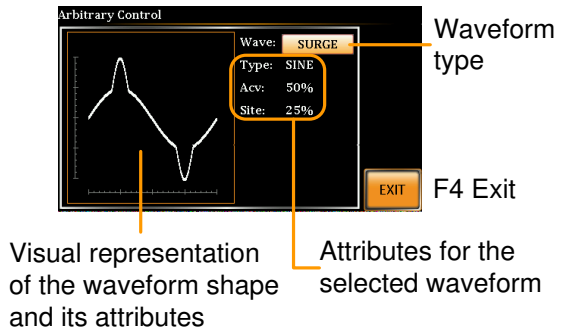 Arbitrary Control
Wave: SURGE
Type: SINE
Acv: 50%
Site: 25%
EXIT
Waveform
type
F4 Exit
Visual representation
of the waveform shape
and its attributes
Attributes for the
selected waveform